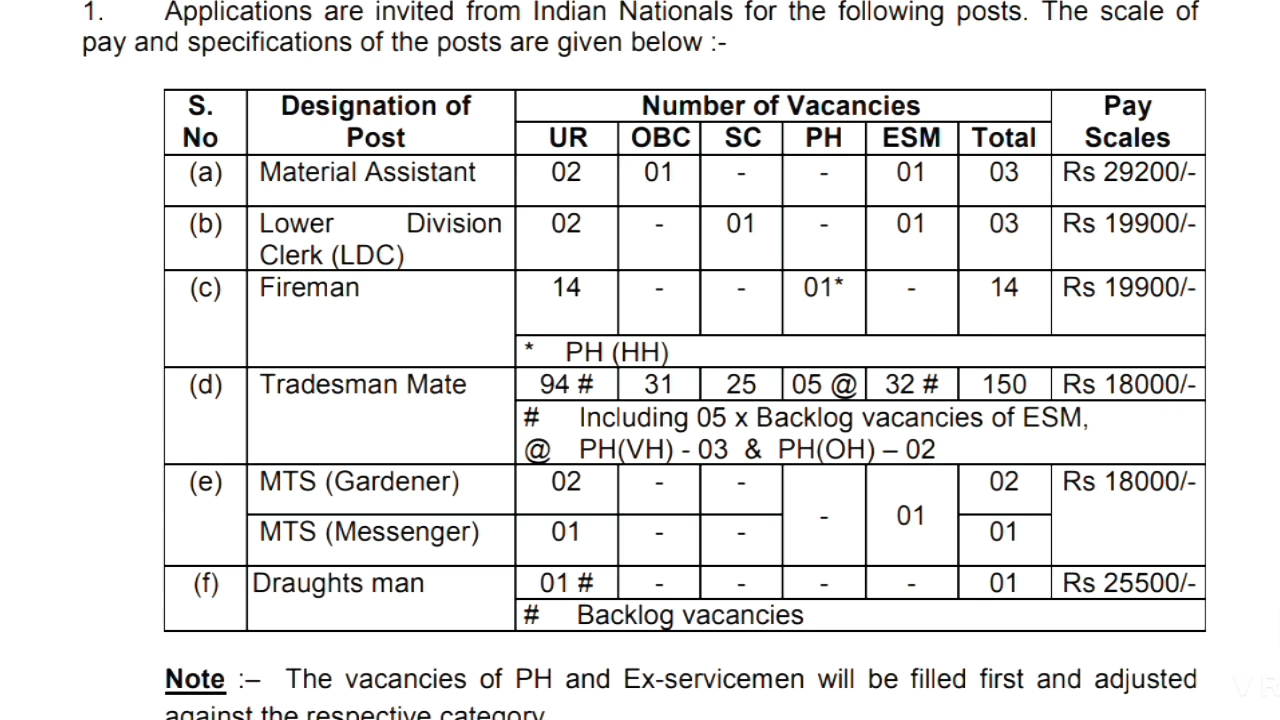 1. Applications are invited from Indian Nationals for the following posts. The scale of
pay and specifications of the posts are given below :-
S. No Designation of Post Number of Vacancies Pay Scales
UR OBC SC PH ESM Total
(a) Material Assistant 02 01 - - 01 03 Rs 29200/-
(b) Lower Division 02 - 01 - 01 03 Rs 19900/-
Clerk (LDC)
(c) Fireman 14 - - 01* - 14 Rs 19900/-
* PH (HH)
(d) Tradesman Mate 94 # 31 25 05 @ 32 # 150 Rs 18000/-
# Including 05 x Backlog vacancies of ESM,
@ PH(VH) - 03 & PH(OH) – 02
(e) MTS (Gardener) 02 - - - 01 02 Rs 18000/-
MTS (Messenger) 01 - - 01
(f) Draughts man 01 # - - - - 01 Rs 25500/-
# Backlog vacancies
Note :– The vacancies of PH and Ex-servicemen will be filled first and adjusted
against the respective category